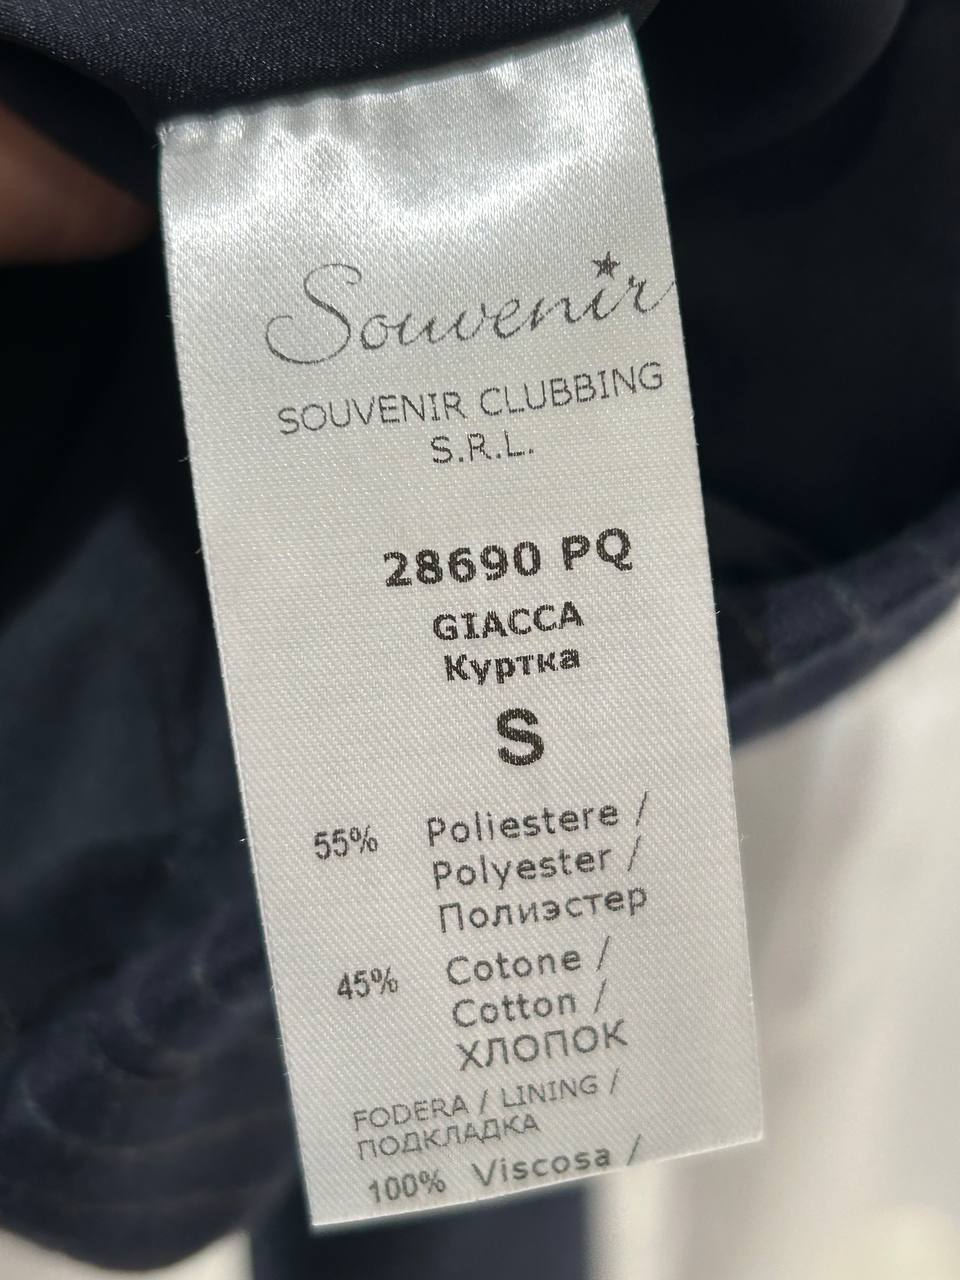 Souvenir
SOUVENIR CLUBBING
S.R.L.
28690 PQ
GIACCA
Куртка
S
55% Poliestere /
Polyester /
Полиэстер
45% Cotone /
Cotton /
ХЛОПОК
FODERA / LINING /
ПОДКЛАДКА
100% Viscosa /